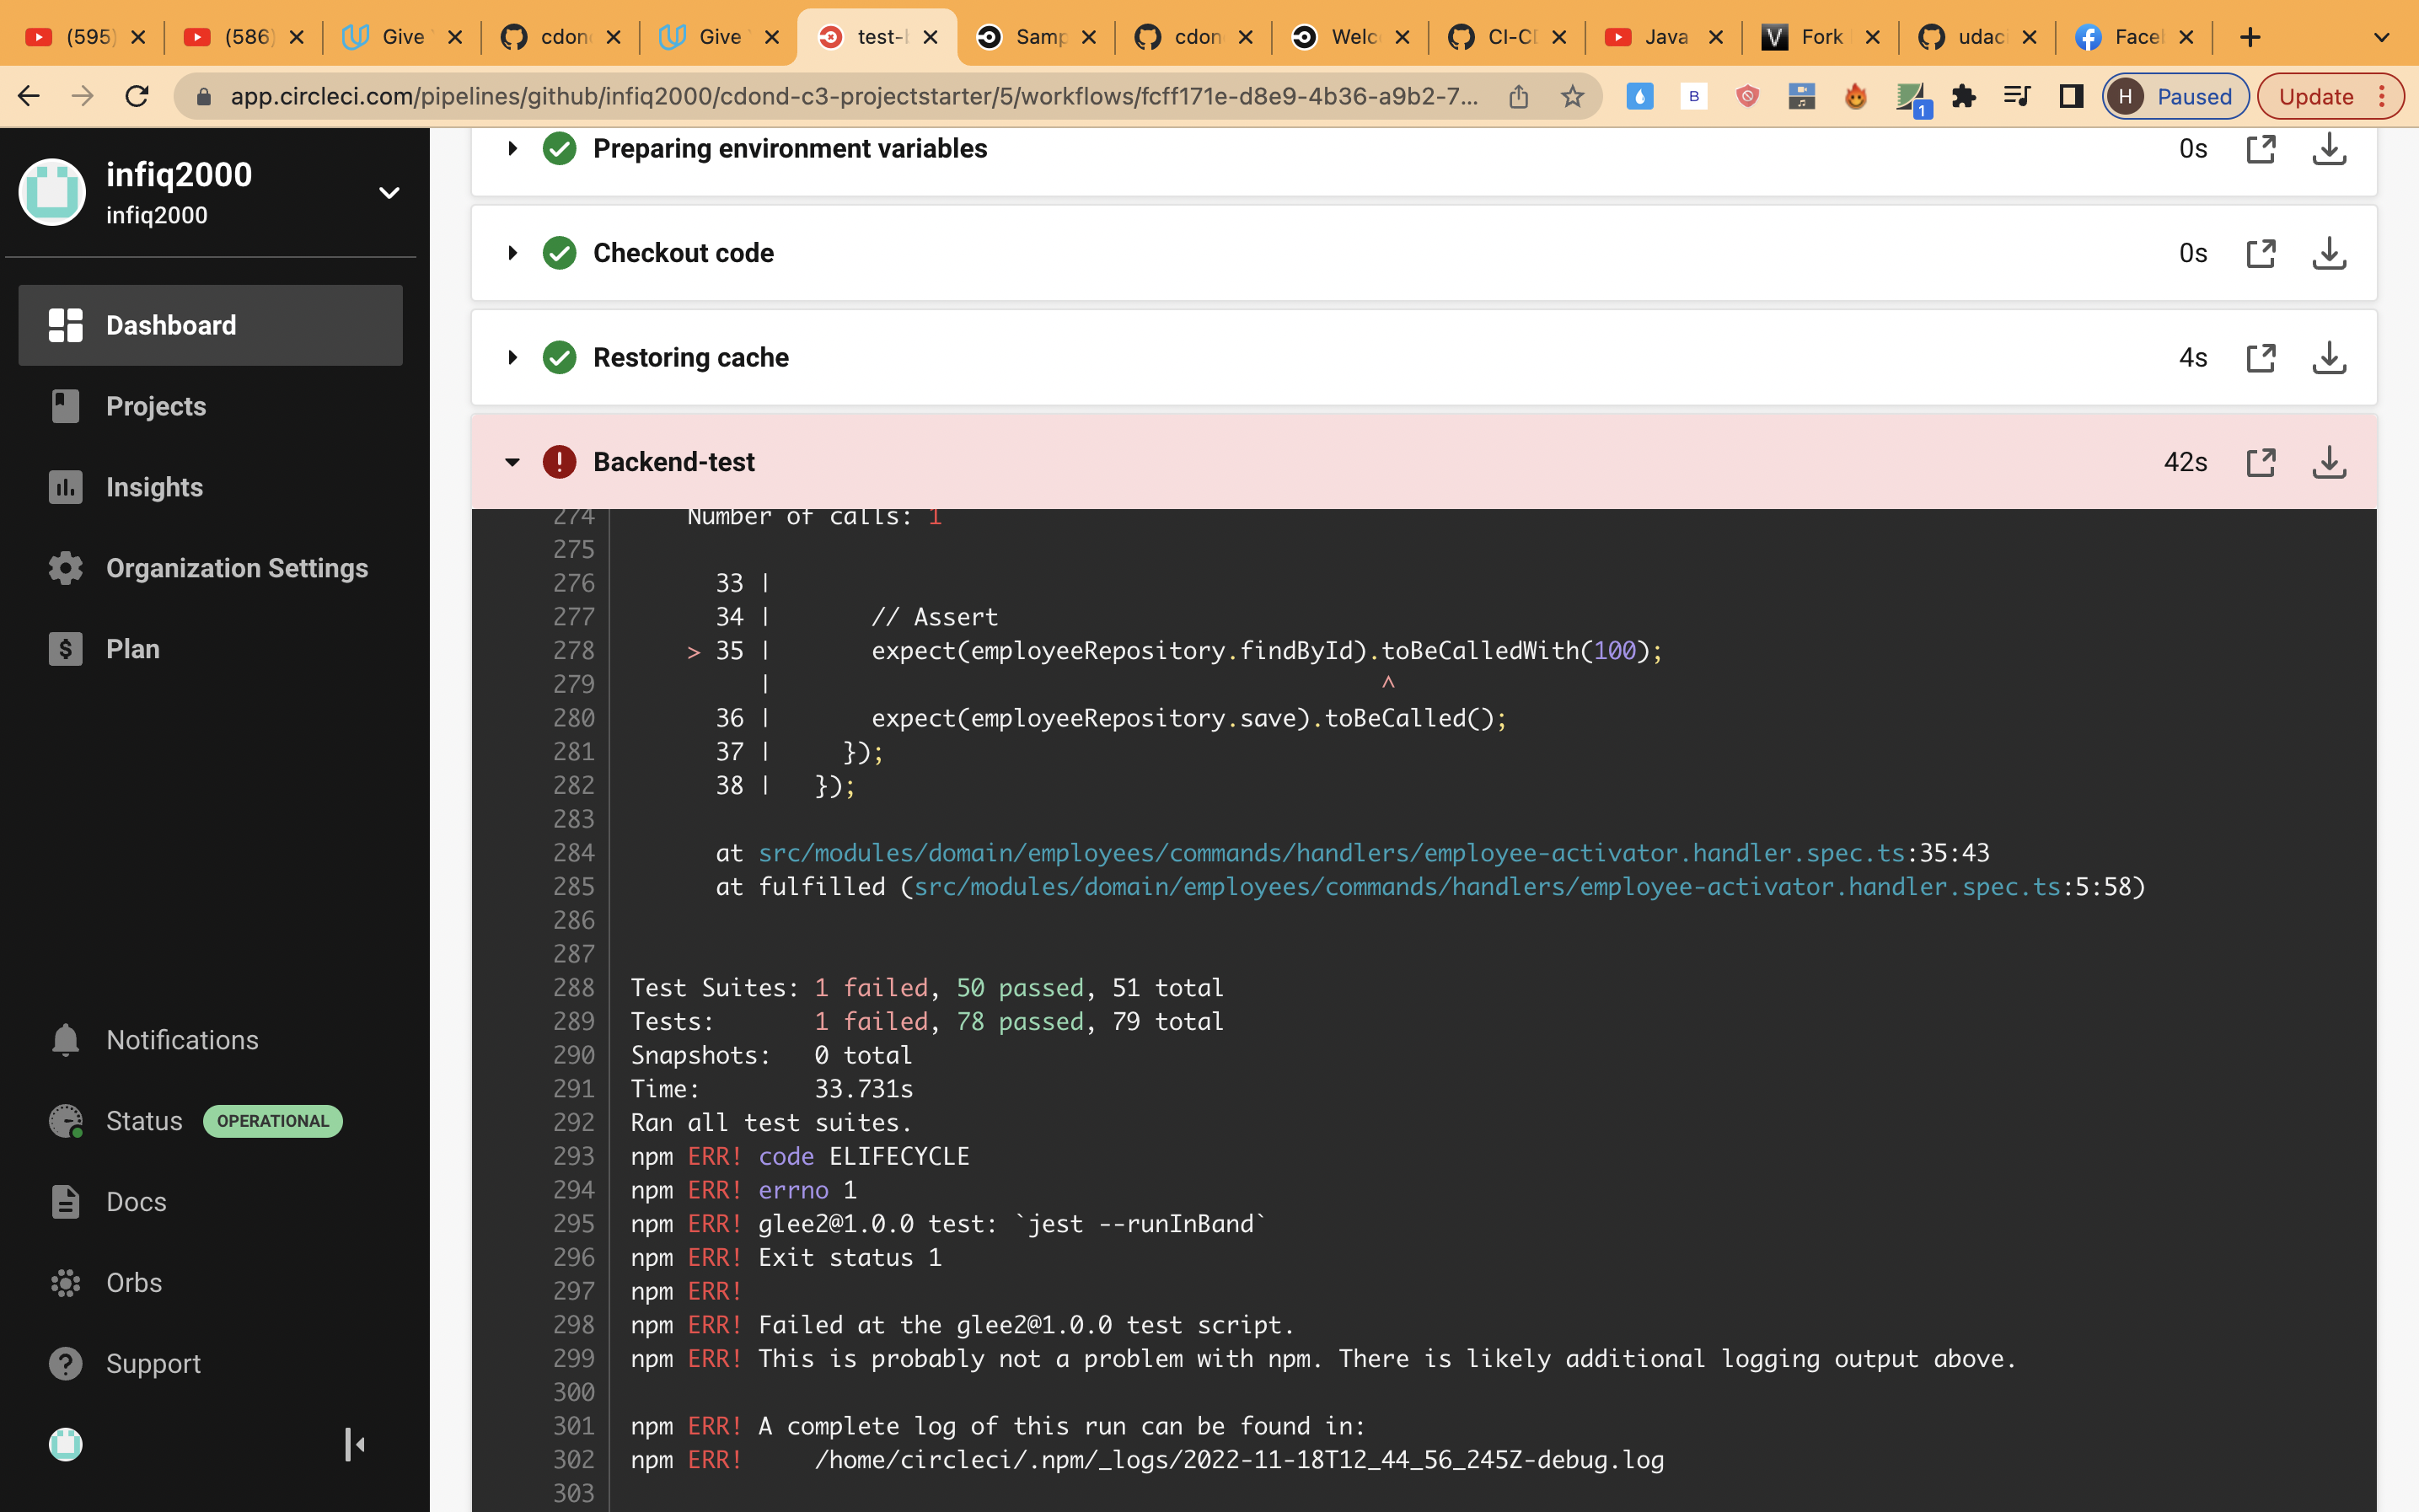 (595) (586) Give cdon Give test- Samp cdon Welc CI-CD Java Fork udac Face
app.circleci.com/pipelines/github/infiq2000/cdond-c3-projectstarter/5/workflows/fcff171e-d8e9-4b36-a9b2-7... B 1 H Paused Update
infiq2000
infiq2000
Dashboard
Projects
Insights
Organization Settings
Plan
Notifications
Status OPERATIONAL
Docs
Orbs
Support
Preparing environment variables 0s
Checkout code 0s
Restoring cache 4s
Backend-test 42s
274 Number of calls: 1
275
276 33 |
277 34 | // Assert
278 > 35 | expect(employeeRepository.findById).toBeCalledWith(100);
279 | ^
280 36 | expect(employeeRepository.save).toBeCalled();
281 37 | });
282 38 | });
283
284 at src/modules/domain/employees/commands/handlers/employee-activator.handler.spec.ts:35:43
285 at fulfilled (src/modules/domain/employees/commands/handlers/employee-activator.handler.spec.ts:5:58)
286
287
288 Test Suites: 1 failed, 50 passed, 51 total
289 Tests: 1 failed, 78 passed, 79 total
290 Snapshots: 0 total
291 Time: 33.731s
292 Ran all test suites.
293 npm ERR! code ELIFECYCLE
294 npm ERR! errno 1
295 npm ERR! glee2@1.0.0 test: `jest --runInBand`
296 npm ERR! Exit status 1
297 npm ERR!
298 npm ERR! Failed at the glee2@1.0.0 test script.
299 npm ERR! This is probably not a problem with npm. There is likely additional logging output above.
300
301 npm ERR! A complete log of this run can be found in:
302 npm ERR! /home/circleci/.npm/_logs/2022-11-18T12_44_56_245Z-debug.log
303